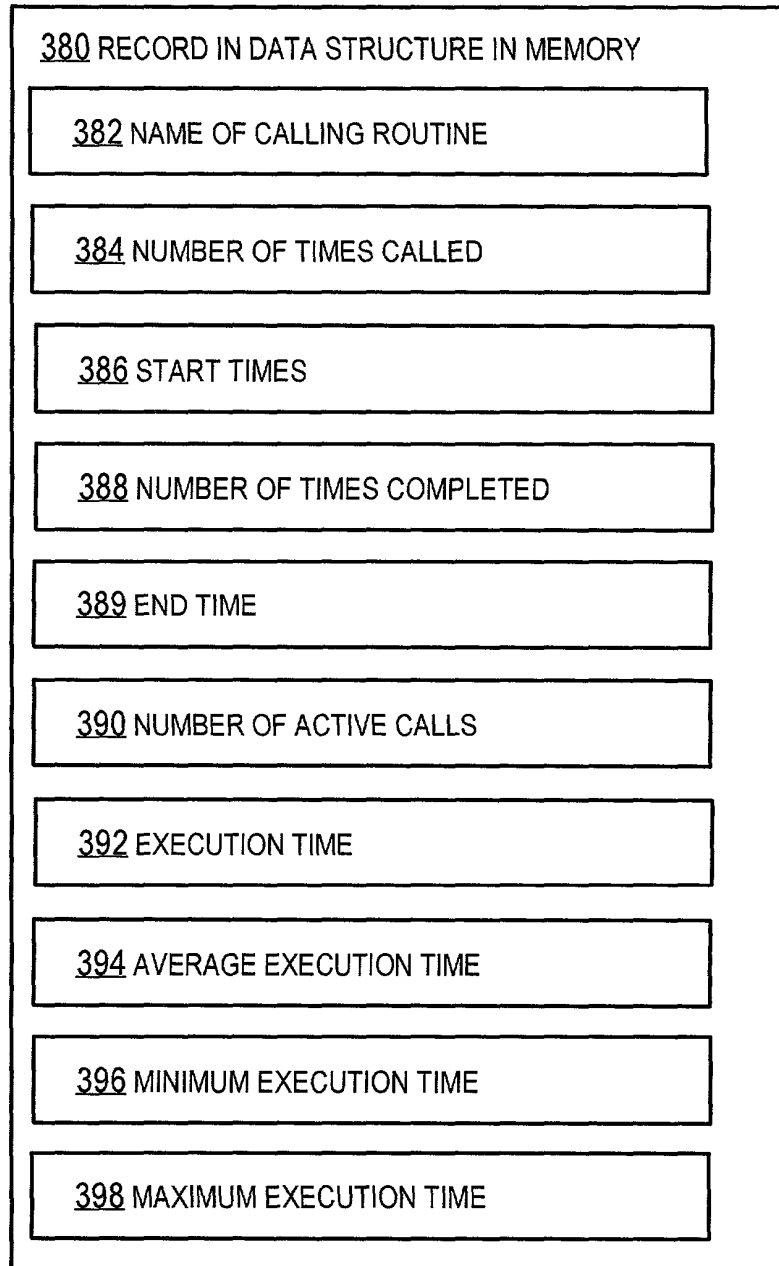 380 RECORD IN DATA STRUCTURE IN MEMORY
382 NAME OF CALLING ROUTINE
384 NUMBER OF TIMES CALLED
386 START TIMES
388 NUMBER OF TIMES COMPLETED
389 END TIME
390 NUMBER OF ACTIVE CALLS
392 EXECUTION TIME
394 AVERAGE EXECUTION TIME
396 MINIMUM EXECUTION TIME
398 MAXIMUM EXECUTION TIME